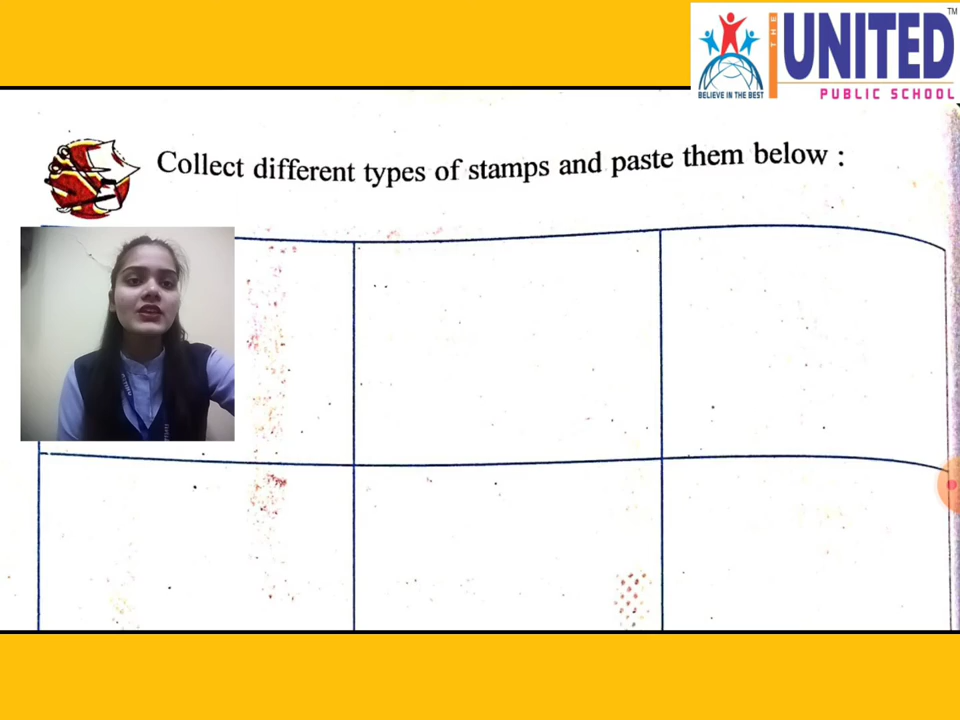 THE UNITED
TM
BELIEVE IN THE BEST
PUBLIC SCHOOL
Collect different types of stamps and paste them below :